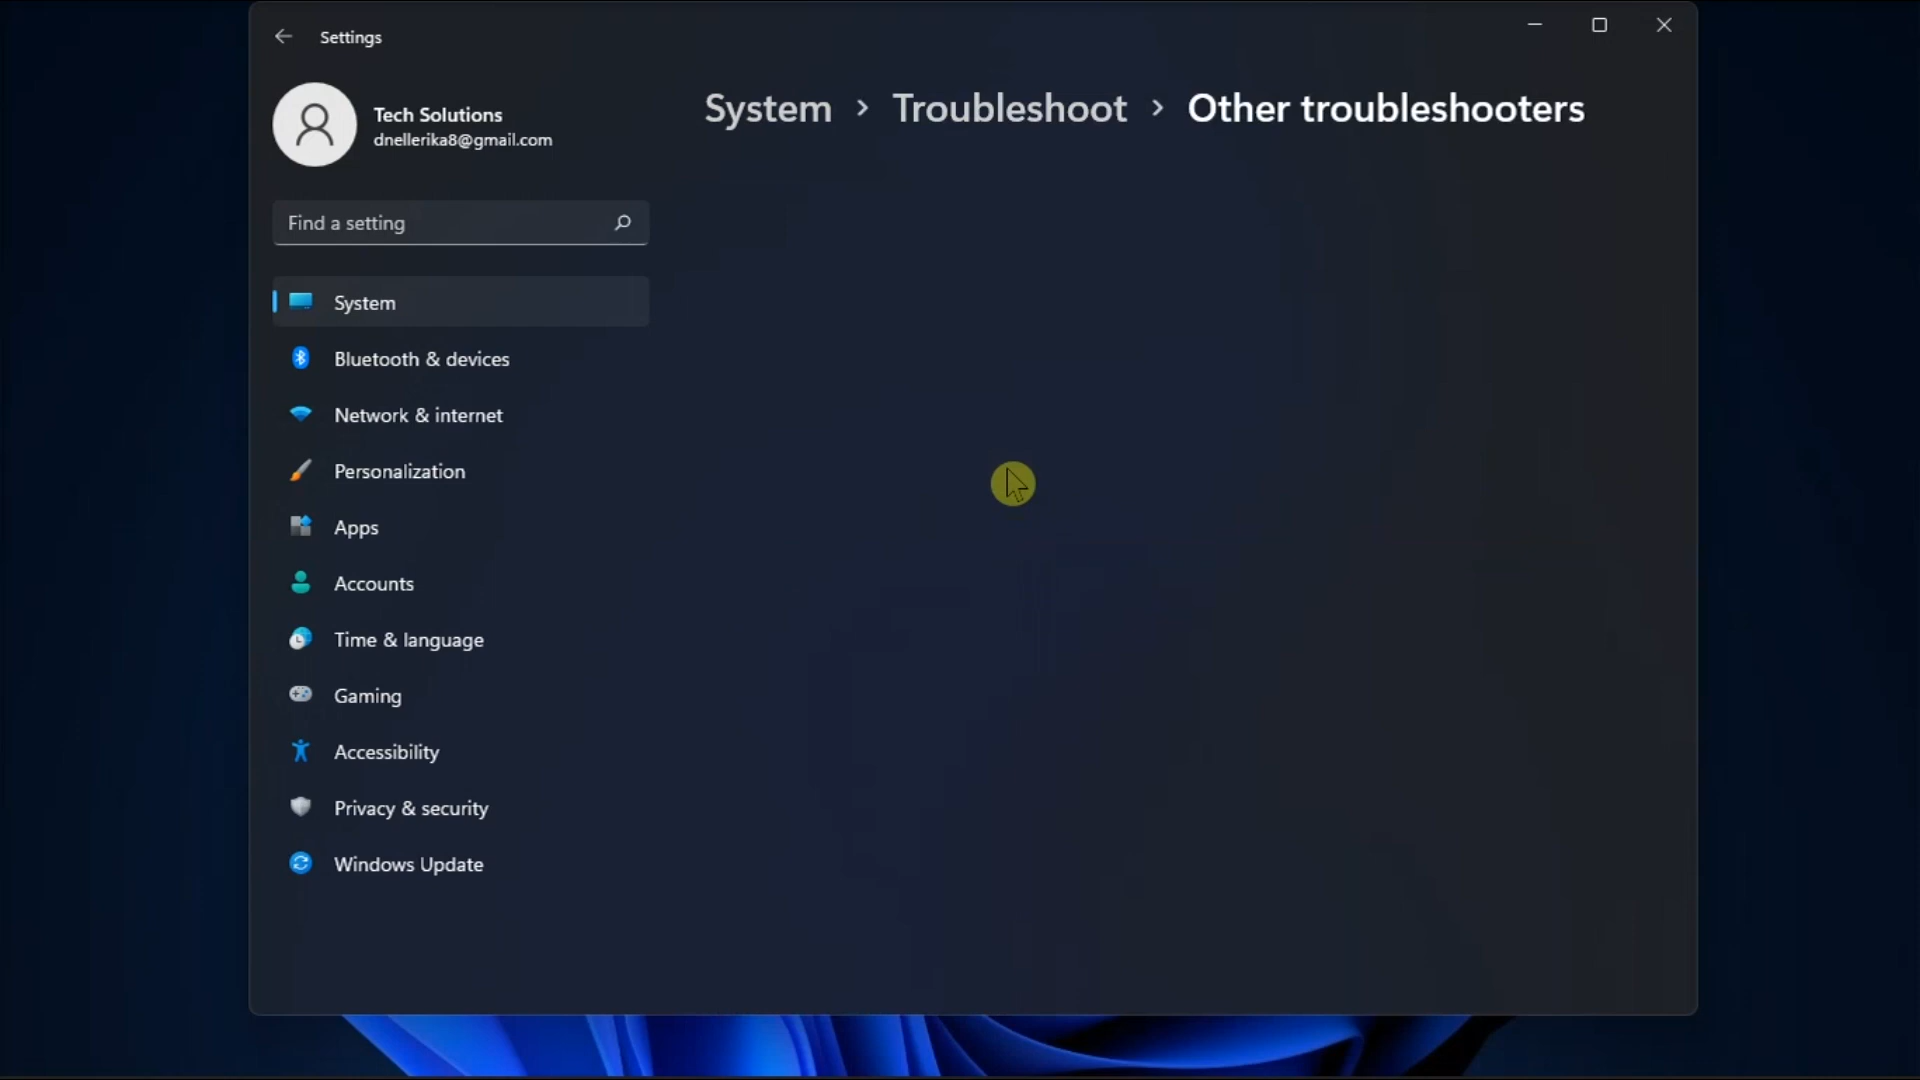 Settings
Tech Solutions
dnellerika8@gmail.com
System > Troubleshoot > Other troubleshooters
Find a setting
System
Bluetooth & devices
Network & internet
Personalization
Apps
Accounts
Time & language
Gaming
Accessibility
Privacy & security
Windows Update